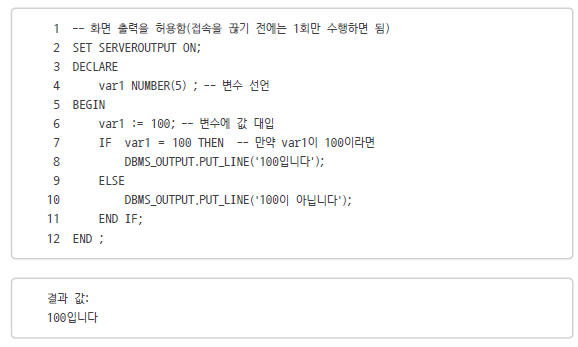 1 -- 화면 출력을 허용함(접속을 끊기 전에는 1회만 수행하면 됨)
2 SET SERVEROUTPUT ON;
3 DECLARE
4 var1 NUMBER(5) ; -- 변수 선언
5 BEGIN
6 var1 := 100; -- 변수에 값 대입
7 IF var1 = 100 THEN -- 만약 var1이 100이라면
8 DBMS_OUTPUT.PUT_LINE('100입니다');
9 ELSE
10 DBMS_OUTPUT.PUT_LINE('100이 아닙니다');
11 END IF;
12 END ;
결과 값:
100입니다